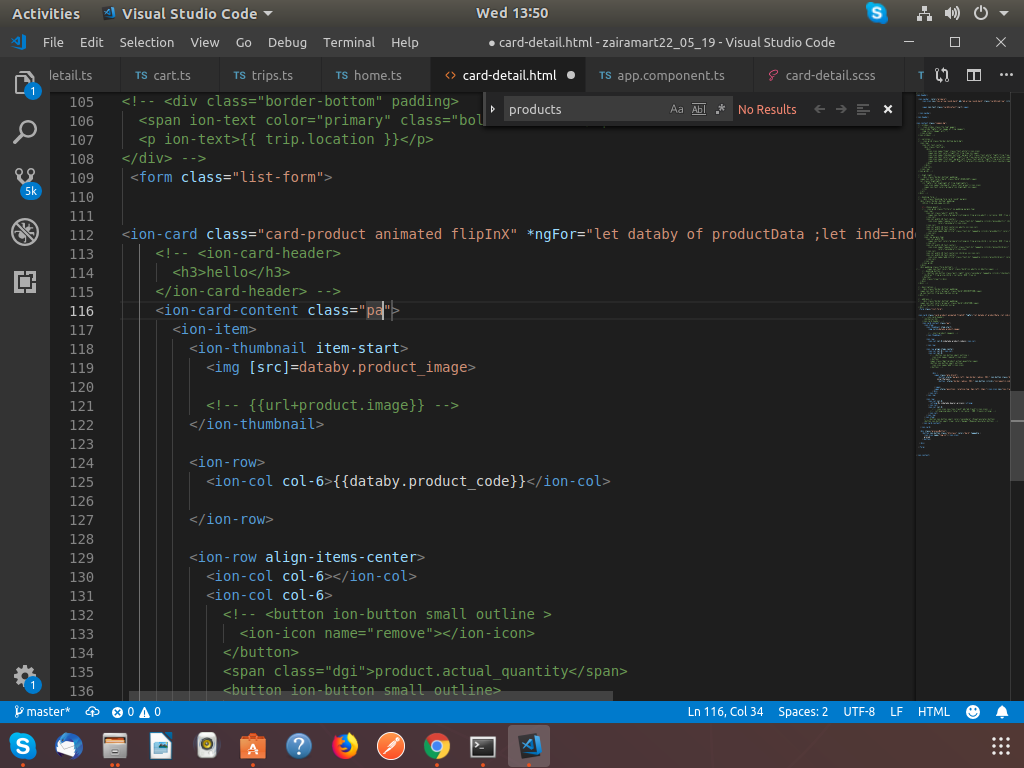 Activities Visual Studio Code Wed 13:50
File Edit Selection View Go Debug Terminal Help ● card-detail.html - zairamart22_05_19 - Visual Studio Code
etail.ts TS cart.ts TS trips.ts TS home.ts <> card-detail.html TS app.component.ts card-detail.scss T
products Aa Abl .* No Results
105 <!-- <div class="border-bottom" padding>
106 <span ion-text color="primary" class="bol
107 <p ion-text>{{ trip.location }}</p>
108 </div> -->
109 <form class="list-form">
110
111
112 <ion-card class="card-product animated flipInX" *ngFor="let databy of productData ;let ind=inde
113 <!-- <ion-card-header>
114 <h3>hello</h3>
115 </ion-card-header> -->
116 <ion-card-content class="pa">
117 <ion-item>
118 <ion-thumbnail item-start>
119 <img [src]=databy.product_image>
120
121 <!-- {{url+product.image}} -->
122 </ion-thumbnail>
123
124 <ion-row>
125 <ion-col col-6>{{databy.product_code}}</ion-col>
126
127 </ion-row>
128
129 <ion-row align-items-center>
130 <ion-col col-6></ion-col>
131 <ion-col col-6>
132 <!-- <button ion-button small outline >
133 <ion-icon name="remove"></ion-icon>
134 </button>
135 <span class="dgi">product.actual_quantity</span>
136 <button ion-button small outline>
1
5k
1
master* 0 0 Ln 116, Col 34 Spaces: 2 UTF-8 LF HTML